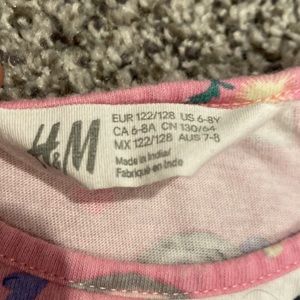 H&M
EUR 122/128 US 6-8Y
CA 6-8A CN 130/64
MX 122/128 AUS 7-8
Made in India/
Fabriqué en Inde